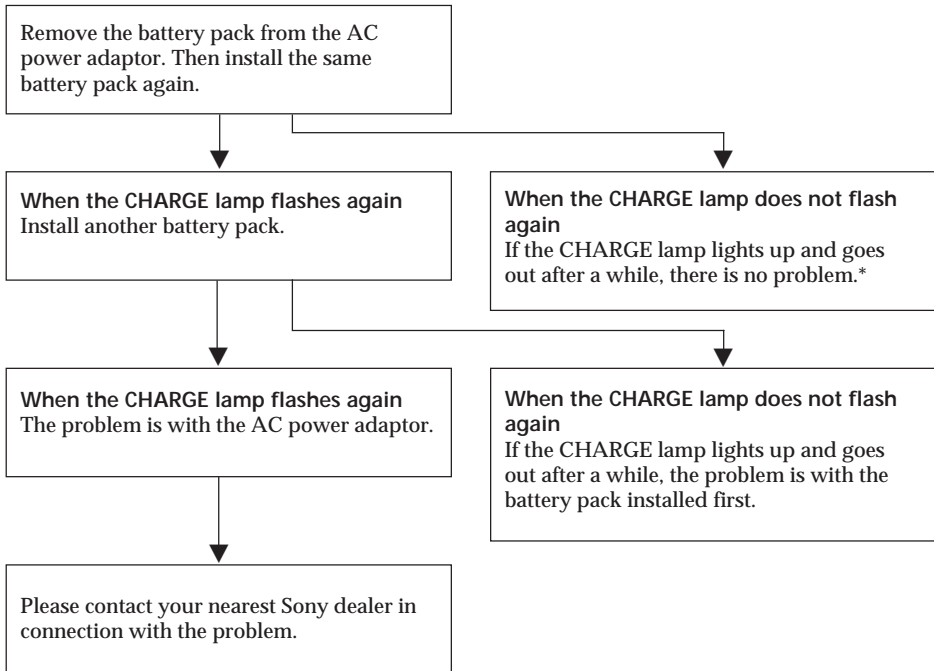 Remove the battery pack from the AC
power adaptor. Then install the same
battery pack again.
When the CHARGE lamp flashes again
Install another battery pack.
When the CHARGE lamp does not flash
again
If the CHARGE lamp lights up and goes
out after a while, there is no problem.*
When the CHARGE lamp flashes again
The problem is with the AC power adaptor.
When the CHARGE lamp does not flash
again
If the CHARGE lamp lights up and goes
out after a while, the problem is with the
battery pack installed first.
Please contact your nearest Sony dealer in
connection with the problem.